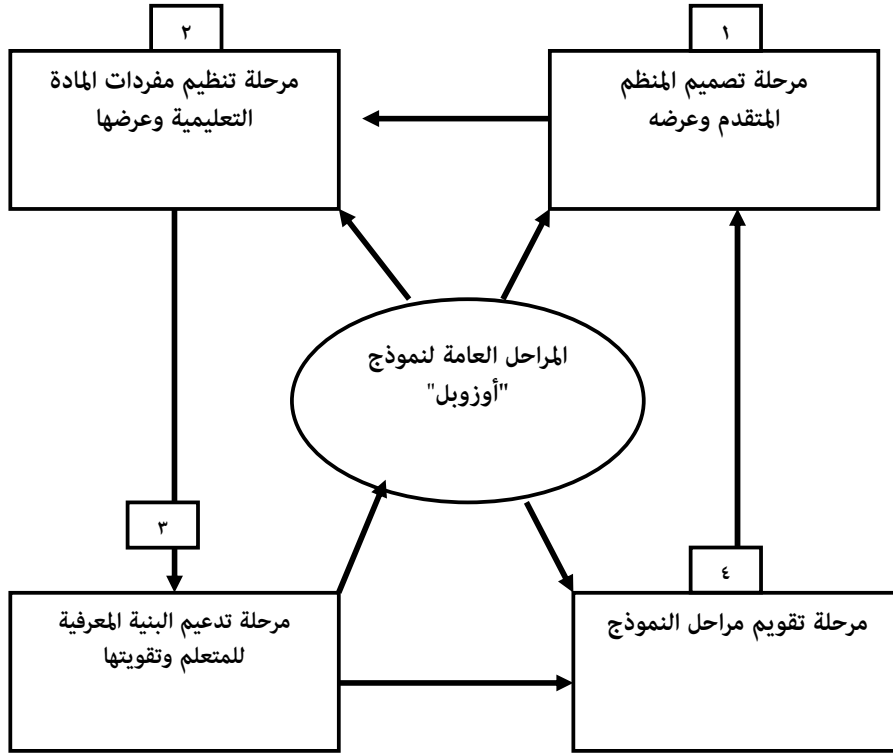 ١
مرحلة تصميم المنظم
المتقدم وعرضه
٢
مرحلة تنظيم مفردات المادة
التعليمية وعرضها
المراحل العامة لنموذج
"أوزوبل"
٣
مرحلة تدعيم البنية المعرفية
للمتعلم وتقويتها
٤
مرحلة تقويم مراحل النموذج